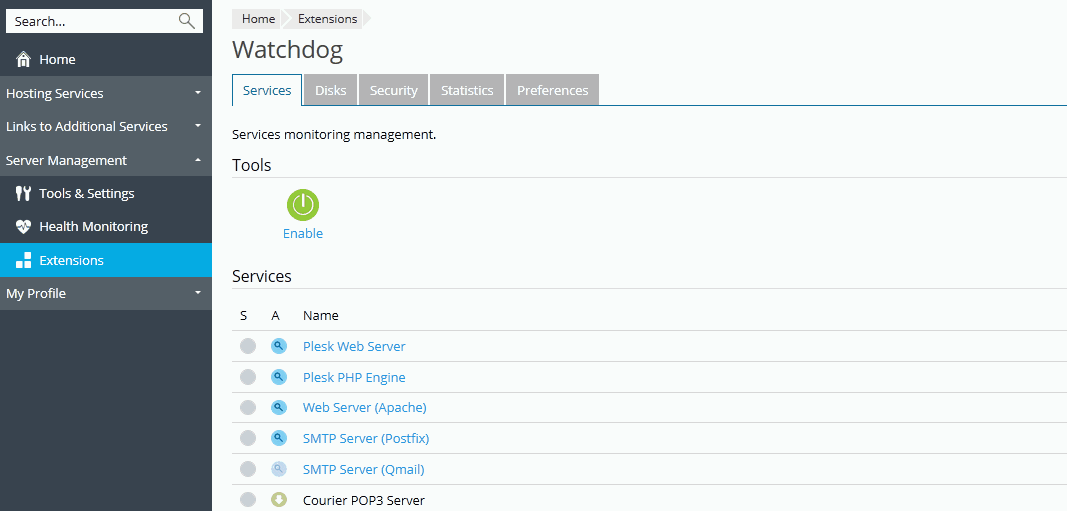 Search...
Home
Hosting Services
Links to Additional Services
Server Management
Tools & Settings
Health Monitoring
Extensions
My Profile
Home Extensions
Watchdog
Services Disks Security Statistics Preferences
Services monitoring management.
Tools
Enable
Services
S A Name
Plesk Web Server
Plesk PHP Engine
Web Server (Apache)
SMTP Server (Postfix)
SMTP Server (Qmail)
Courier POP3 Server